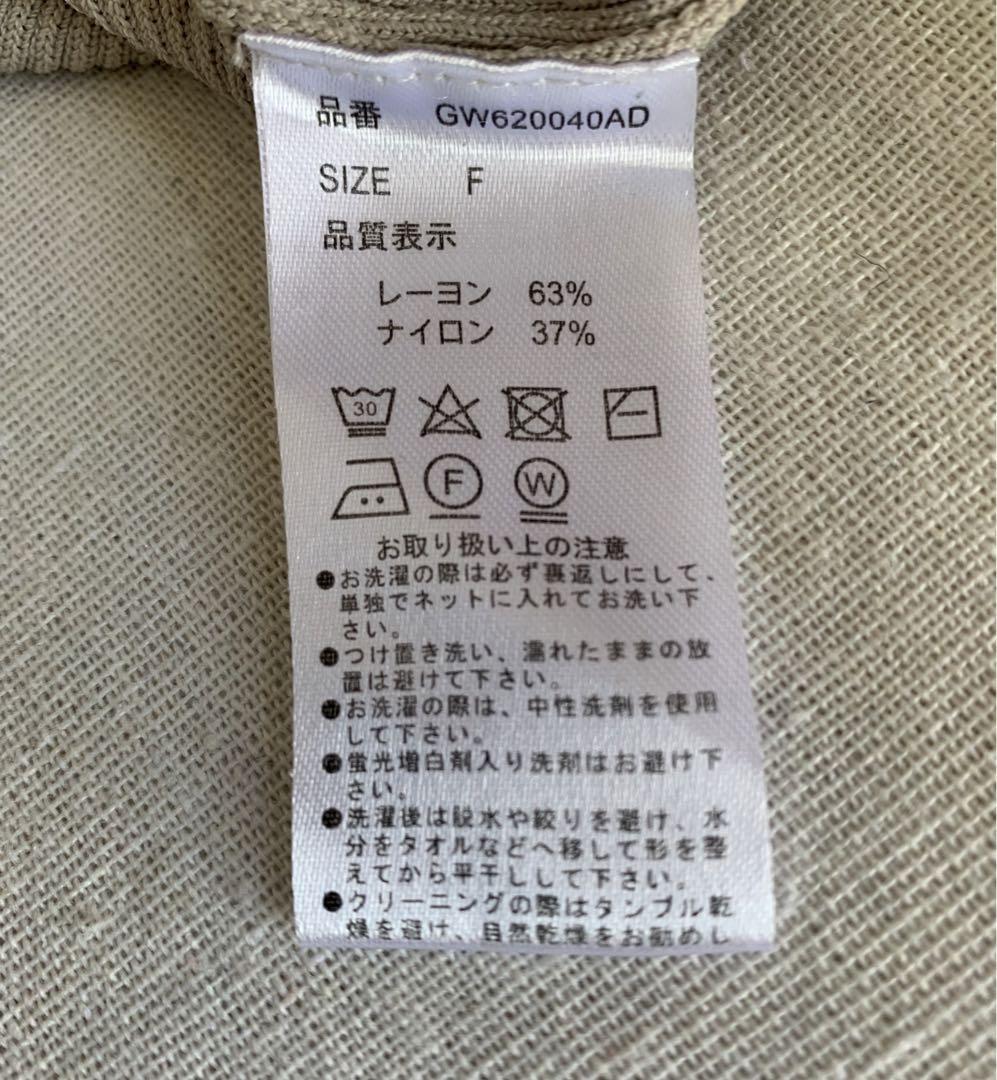 品番 GW620040AD
SIZE F
品質表示
レーヨン 63%
ナイロン 37%
30
F W
お取り扱い上の注意
●お洗濯の際は必ず裏返しにして、
単独でネットに入れてお洗い下
さい。
●つけ置き洗い、濡れたままの放
置は避けて下さい。
●お洗濯の際は、中性洗剤を使用
して下さい。
●蛍光増白剤入り洗剤はお避け下
さい。
●洗濯後は脱水や絞りを避け、水
分をタオルなどへ移して形を整
えてから平干しして下さい。
●クリーニングの際はタンブル乾
燥を避け、自然乾燥をお勧めし